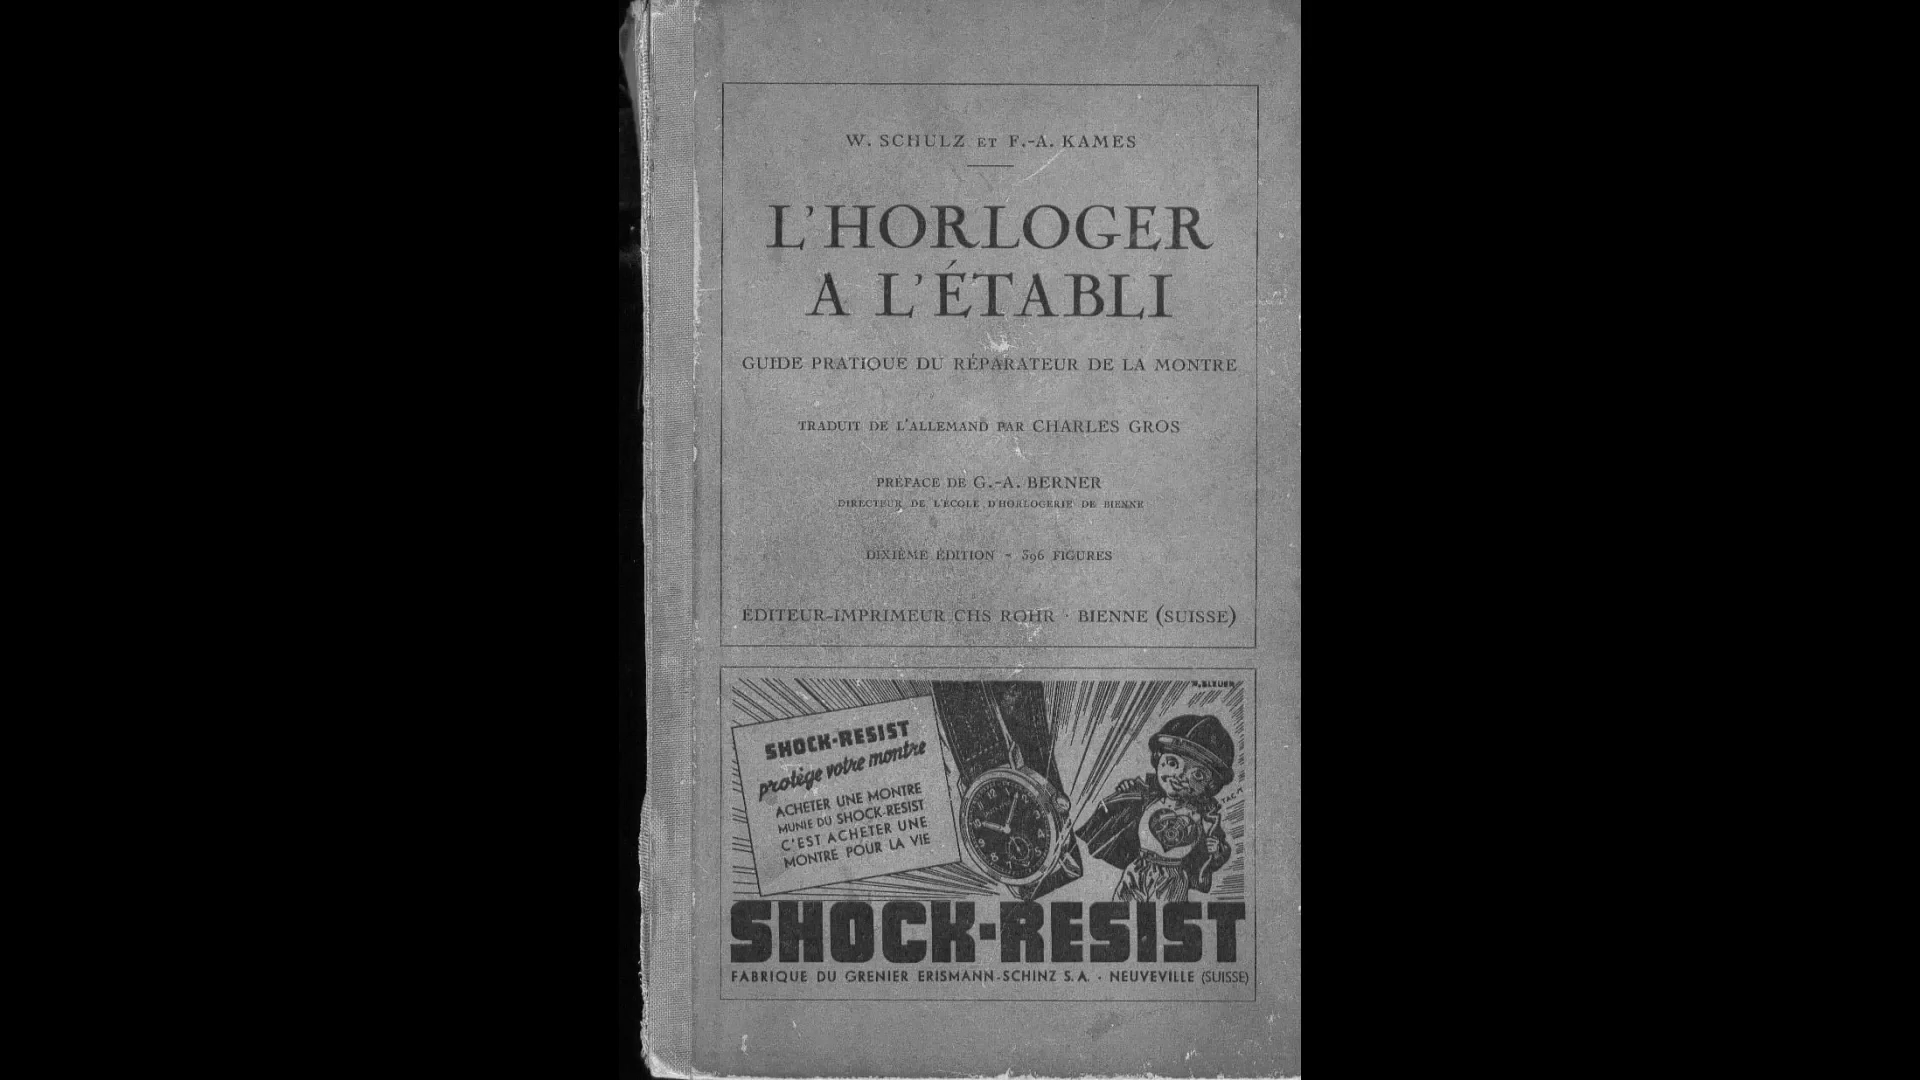 W. SCHULZ ET F.-A. KAMES
L'HORLOGER
A L'ÉTABLI
GUIDE PRATIQUE DU RÉPARATEUR DE LA MONTRE
TRADUIT DE L'ALLEMAND PAR CHARLES GROS
PRÉFACE DE G.-A. BERNER
DIRECTEUR DE L'ÉCOLE D'HORLOGERIE DE BIENNE
DIXIÈME ÉDITION - 396 FIGURES
EDITEUR-IMPRIMEUR CHS ROHR · BIENNE (SUISSE)
SHOCK-RESIST
protège votre montre
ACHETER UNE MONTRE
MUNIE DU SHOCK-RESIST
C'EST ACHETER UNE
MONTRE POUR LA VIE
SHOCK-RESIST
FABRIQUE DU GRENIER ERISMANN-SCHINZ S.A. · NEUVEVILLE (SUISSE)